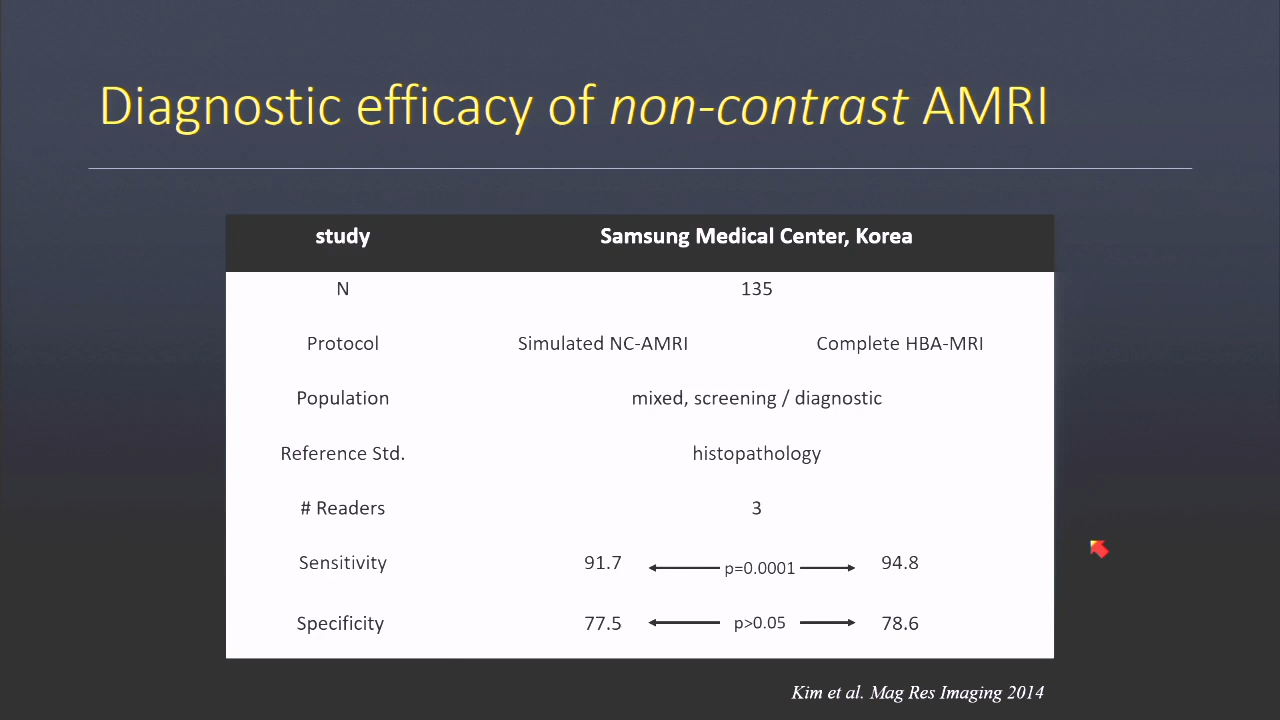 Diagnostic efficacy of non-contrast AMRI
study Samsung Medical Center, Korea
N 135
Protocol Simulated NC-AMRI Complete HBA-MRI
Population mixed, screening / diagnostic
Reference Std. histopathology
# Readers 3
Sensitivity 91.7 p=0.0001 94.8
Specificity 77.5 p>0.05 78.6
Kim et al. Mag Res Imaging 2014